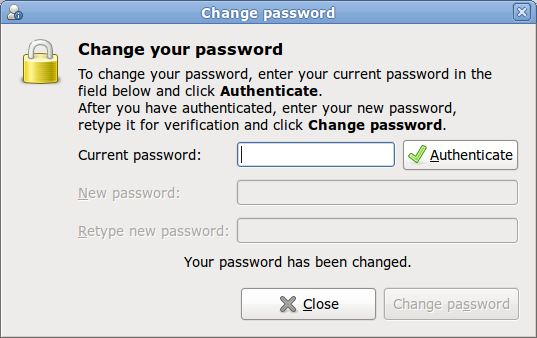 Change password
Change your password
To change your password, enter your current password in the
field below and click Authenticate.
After you have authenticated, enter your new password,
retype it for verification and click Change password.
Current password:
Authenticate
New password:
Retype new password:
Your password has been changed.
Close
Change password